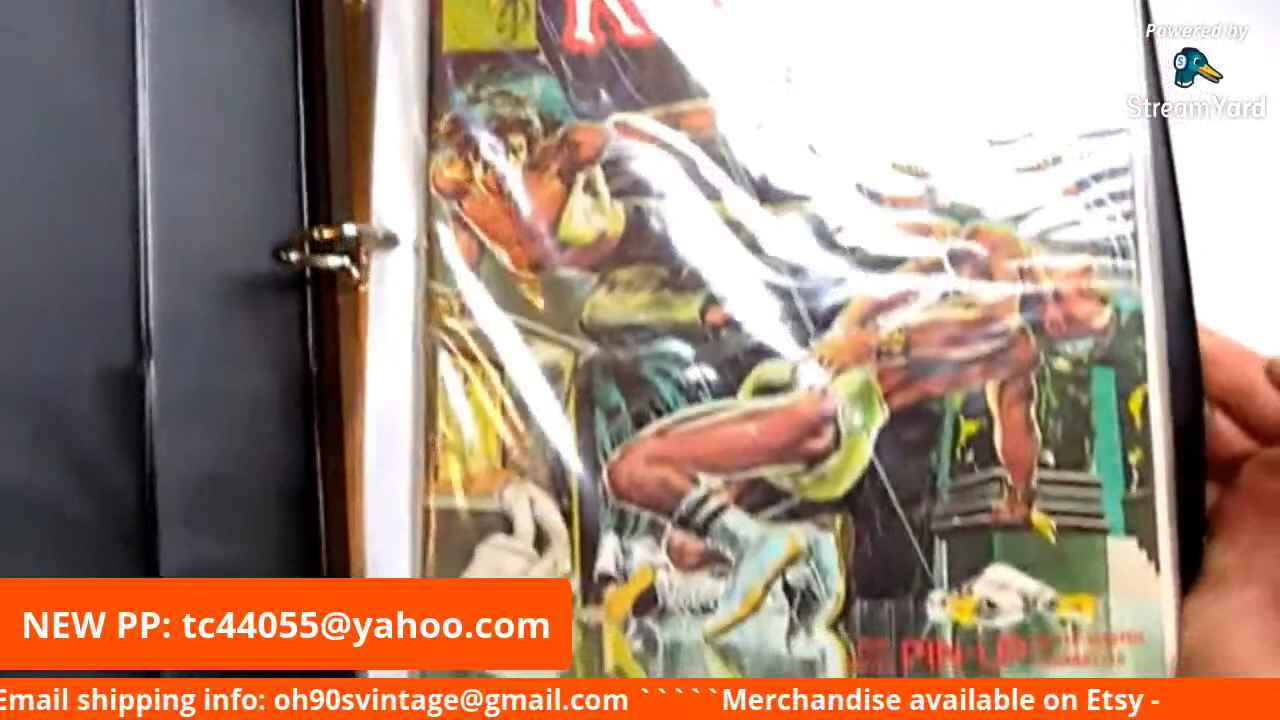 Powered by
StreamYard
PIN-UP
NEW PP: tc44055@yahoo.com
Email shipping info: oh90svintage@gmail.com `````Merchandise available on Etsy -